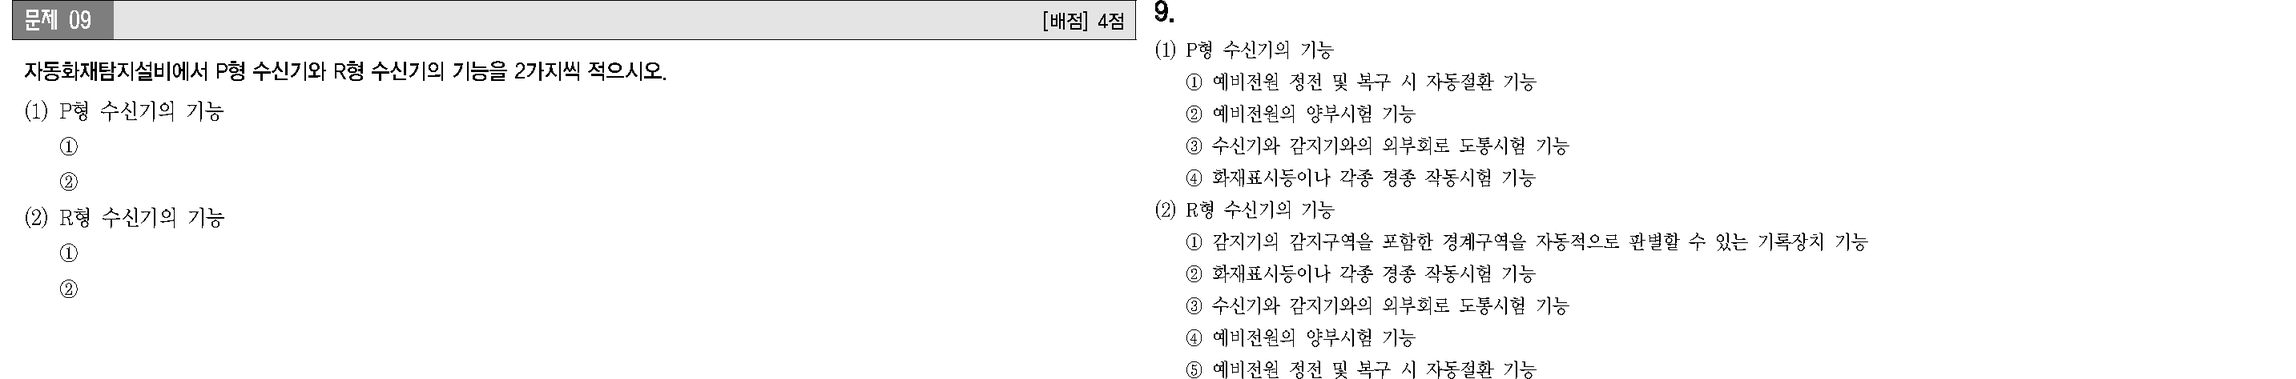 문제 09
[배점] 4점
자동화재탐지설비에서 P형 수신기와 R형 수신기의 기능을 2가지씩 적으시오.
(1) P형 수신기의 기능
①
②
(2) R형 수신기의 기능
①
②
9.
(1) P형 수신기의 기능
① 예비전원 정전 및 복구 시 자동절환 기능
② 예비전원의 양부시험 기능
③ 수신기와 감지기와의 외부회로 도통시험 기능
④ 화재표시등이나 각종 경종 작동시험 기능
(2) R형 수신기의 기능
① 감지기의 감지구역을 포함한 경계구역을 자동적으로 판별할 수 있는 기록장치 기능
② 화재표시등이나 각종 경종 작동시험 기능
③ 수신기와 감지기와의 외부회로 도통시험 기능
④ 예비전원의 양부시험 기능
⑤ 예비전원 정전 및 복구 시 자동절환 기능